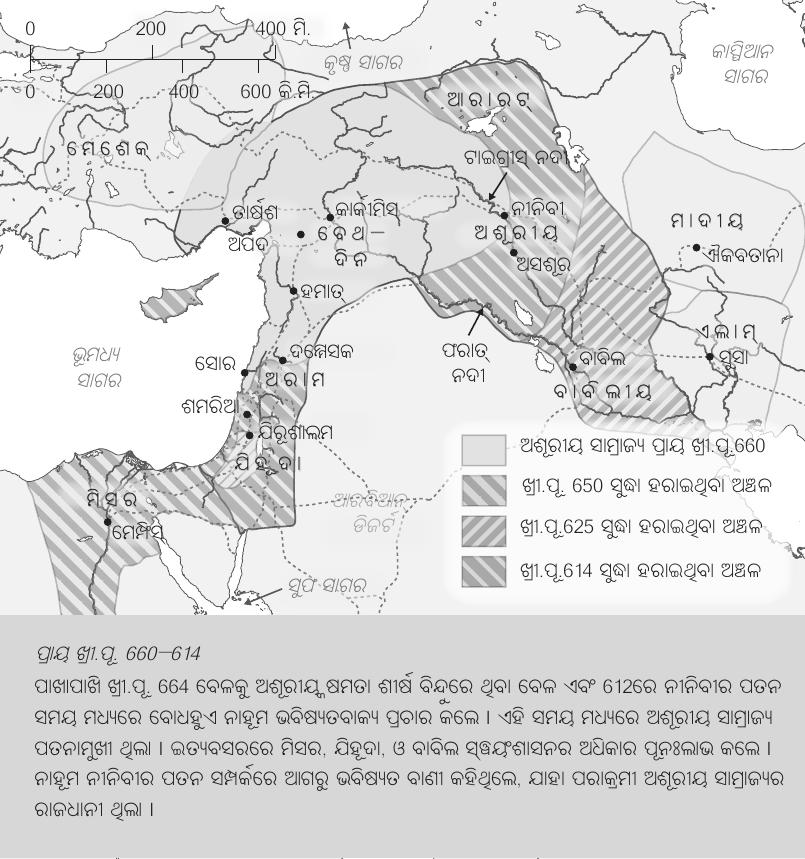 0 200 400 ମି.
0 200 400 600 କି.ମି.
କୃଷ୍ଣ ସାଗର
କାସ୍ପିଆନ
ସାଗର
ଆରାରଟ୍
ମେଶେକ୍
ଟାଇଗ୍ରୀସ ନଦୀ
ତାର୍ଷଶ
କାର୍କୀମିସ୍
ନୀନିବୀ
ମାଦୀୟ
ଅପଦ
ବେଥ–
ଦିନ
ଅଶୂରୀୟ
ଐକବତାନା
ଅସଶୂର
ହମାତ୍
ଏଲାମ
ଭୂମଧ୍ୟ
ସାଗର
ସୋର
ଦମ୍ମେସକ
ଫରାତ୍
ନଦୀ
ବାବିଲ
ସୁସା
ଅରାମ
ବାବିଲୀୟ
ଶମରିଆ
ଯିରୂଶାଲମ
ଯିହୂଦା
ମିସର
ମେମ୍ଫିସ
ଆରବିଆନ
ଡିଜର୍ଟ
ସୁଫ ସାଗର
ଅଶୂରୀୟ ସାମ୍ରାଜ୍ୟ ପ୍ରାୟ ଖ୍ରୀ.ପୂ.660
ଖ୍ରୀ.ପୂ. 650 ସୁଦ୍ଧା ହରାଇଥିବା ଅଞ୍ଚଳ
ଖ୍ରୀ.ପୂ.625 ସୁଦ୍ଧା ହରାଇଥିବା ଅଞ୍ଚଳ
ଖ୍ରୀ.ପୂ.614 ସୁଦ୍ଧା ହରାଇଥିବା ଅଞ୍ଚଳ
ପ୍ରାୟ ଖ୍ରୀ.ପୂ. 660–614
ପାଖାପାଖି ଖ୍ରୀ.ପୂ. 664 ବେଳକୁ ଅଶୂରୀୟ କ୍ଷମତା ଶୀର୍ଷ ବିନ୍ଦୁରେ ଥିବା ବେଳ ଏବଂ 612ରେ ନୀନିବୀର ପତନ
ସମୟ ମଧ୍ୟରେ ବୋଧହୁଏ ନାହୂମ ଭବିଷ୍ୟତବାକ୍ୟ ପ୍ରଚାର କଲେ । ଏହି ସମୟ ମଧ୍ୟରେ ଅଶୂରୀୟ ସାମ୍ରାଜ୍ୟ
ପତନାମୁଖୀ ଥିଲା । ଇତ୍ୟବସରରେ ମିସର, ଯିହୂଦା, ଓ ବାବିଲ ସ୍ୱୟଂଶାସନର ଅଧିକାର ପୂନଃଲାଭ କଲେ ।
ନାହୂମ ନୀନିବୀର ପତନ ସମ୍ପର୍କରେ ଆଗରୁ ଭବିଷ୍ୟତ ବାଣୀ କହିଥିଲେ, ଯାହା ପରାକ୍ରମୀ ଅଶୂରୀୟ ସାମ୍ରାଜ୍ୟର
ରାଜଧାନୀ ଥିଲା ।